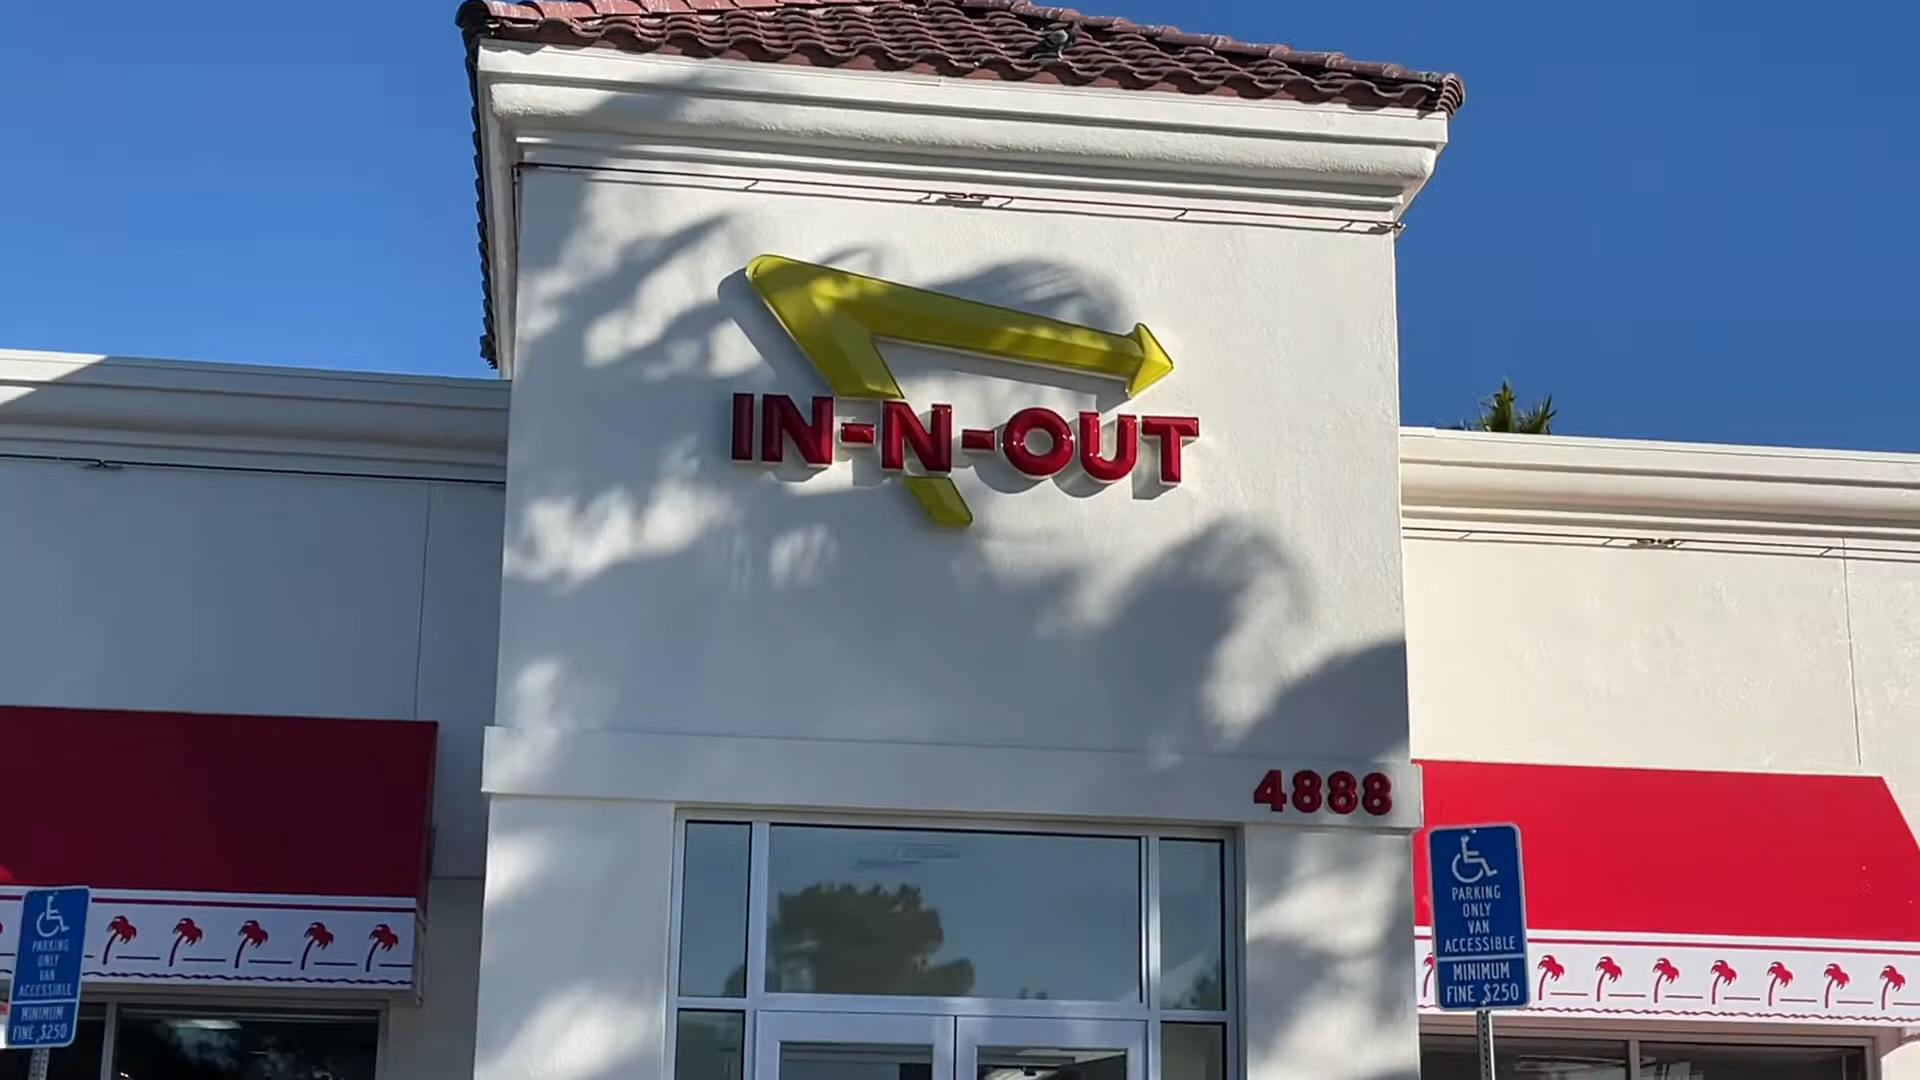 IN-N-OUT
4888
PARKING
ONLY
VAN
ACCESSIBLE
MINIMUM
FINE $250
PARKING
ONLY
VAN
ACCESSIBLE
MINIMUM
FINE $250